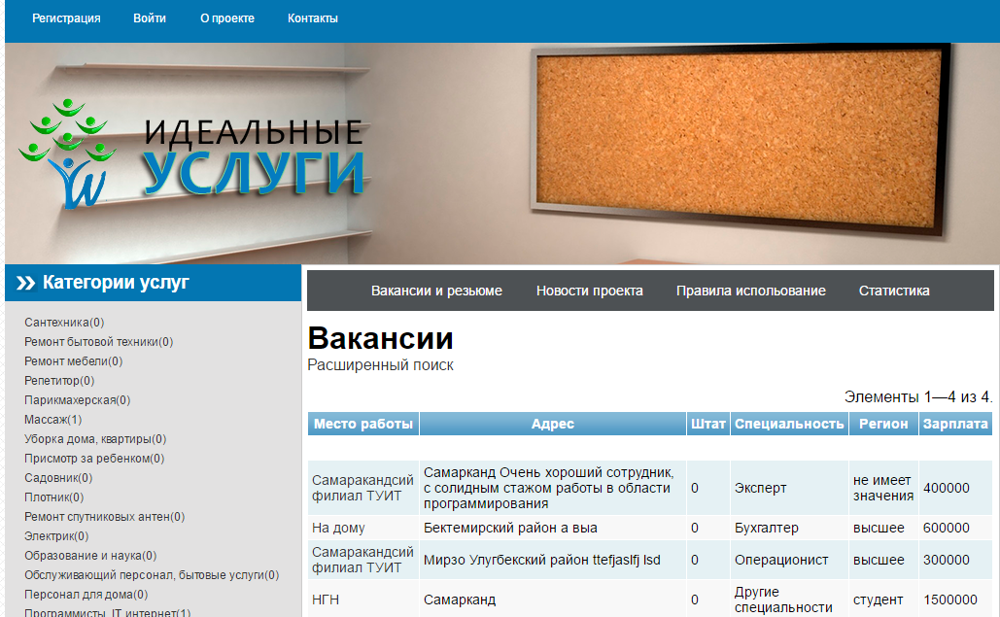 Регистрация Войти О проекте Контакты
ИДЕАЛЬНЫЕ
УСЛУГИ
Категории услуг
Сантехника(0)
Ремонт бытовой техники(0)
Ремонт мебели(0)
Репетитор(0)
Парикмахерская(0)
Массаж(1)
Уборка дома, квартиры(0)
Присмотр за ребенком(0)
Садовник(0)
Плотник(0)
Ремонт спутниковых антен(0)
Электрик(0)
Образование и наука(0)
Обслуживающий персонал, бытовые услуги(0)
Персонал для дома(0)
Программисты, IT, интернет(1)
Вакансии и резьюме Новости проекта Правила испольование Статистика
Вакансии
Расширенный поиск
Элементы 1—4 из 4.
Место работы Адрес Штат Специальность Регион Зарплата
Самаракандсий филиал ТУИТ Самарканд Очень хороший сотрудник, с солидным стажом работы в области программирования 0 Эксперт не имеет значения 400000
На дому Бектемирский район а выа 0 Бухгалтер высшее 600000
Самаракандсий филиал ТУИТ Мирзо Улугбекский район ttefjaslfj lsd 0 Операционист высшее 300000
НГН Самарканд 0 Другие специальности студент 1500000